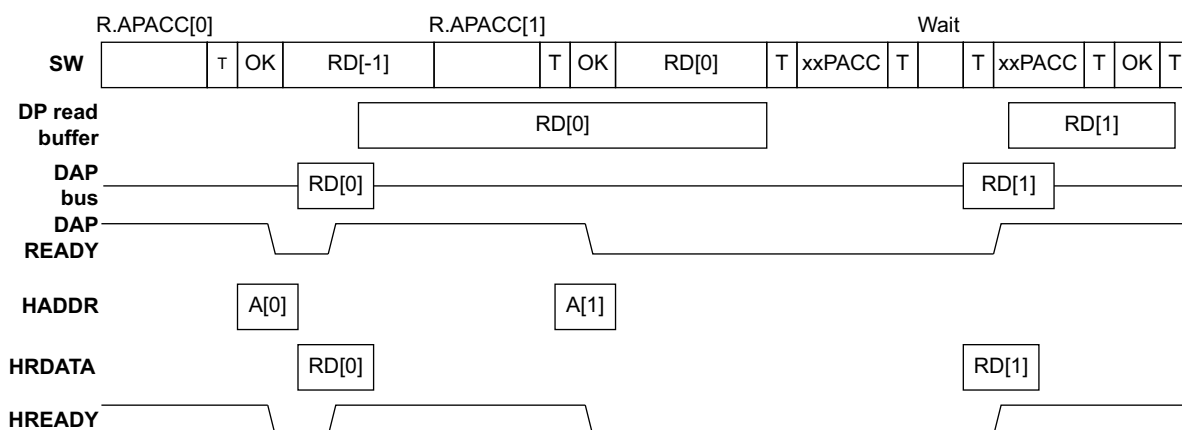 R.APACC[0] R.APACC[1] Wait
SW T OK RD[-1] T OK RD[0] T xxPACC T T xxPACC T OK T
DP read
buffer RD[0] RD[1]
DAP
bus RD[0] RD[1]
DAP
READY
HADDR A[0] A[1]
HRDATA RD[0] RD[1]
HREADY